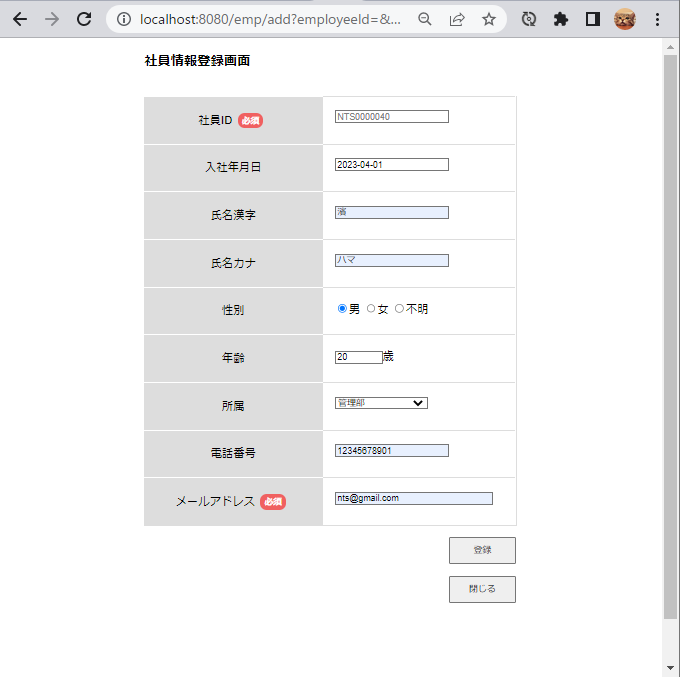 localhost:8080/emp/add?employeeId=&...
社員情報登録画面
社員ID 必須 NTS0000040
入社年月日 2023-04-01
氏名漢字 濱
氏名カナ ハマ
性別 男 女 不明
年齢 20 歳
所属 管理部
電話番号 12345678901
メールアドレス 必須 nts@gmail.com
登録
閉じる